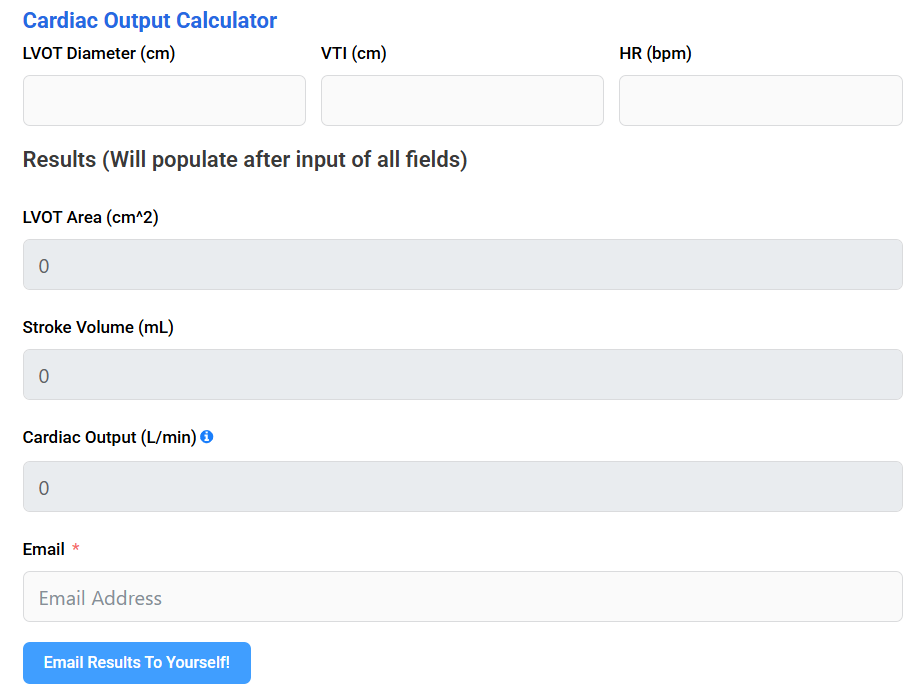 Cardiac Output Calculator
LVOT Diameter (cm) VTI (cm) HR (bpm)
Results (Will populate after input of all fields)
LVOT Area (cm^2)
0
Stroke Volume (mL)
0
Cardiac Output (L/min)
0
Email *
Email Address
Email Results To Yourself!